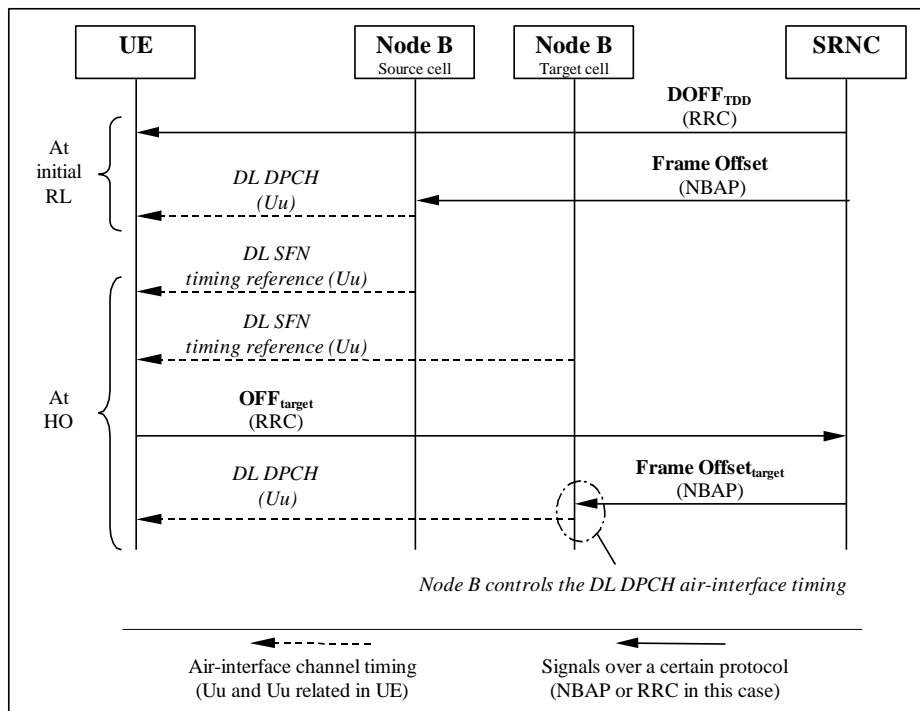 UE
Node B
Source cell
Node B
Target cell
SRNC
DOFF_TDD
(RRC)
At
initial
RL
Frame Offset
(NBAP)
DL DPCH
(Uu)
DL SFN
timing reference (Uu)
DL SFN
timing reference (Uu)
At
HO
OFF_target
(RRC)
Frame Offset_target
(NBAP)
DL DPCH
(Uu)
Node B controls the DL DPCH air-interface timing
Air-interface channel timing
(Uu and Uu related in UE)
Signals over a certain protocol
(NBAP or RRC in this case)